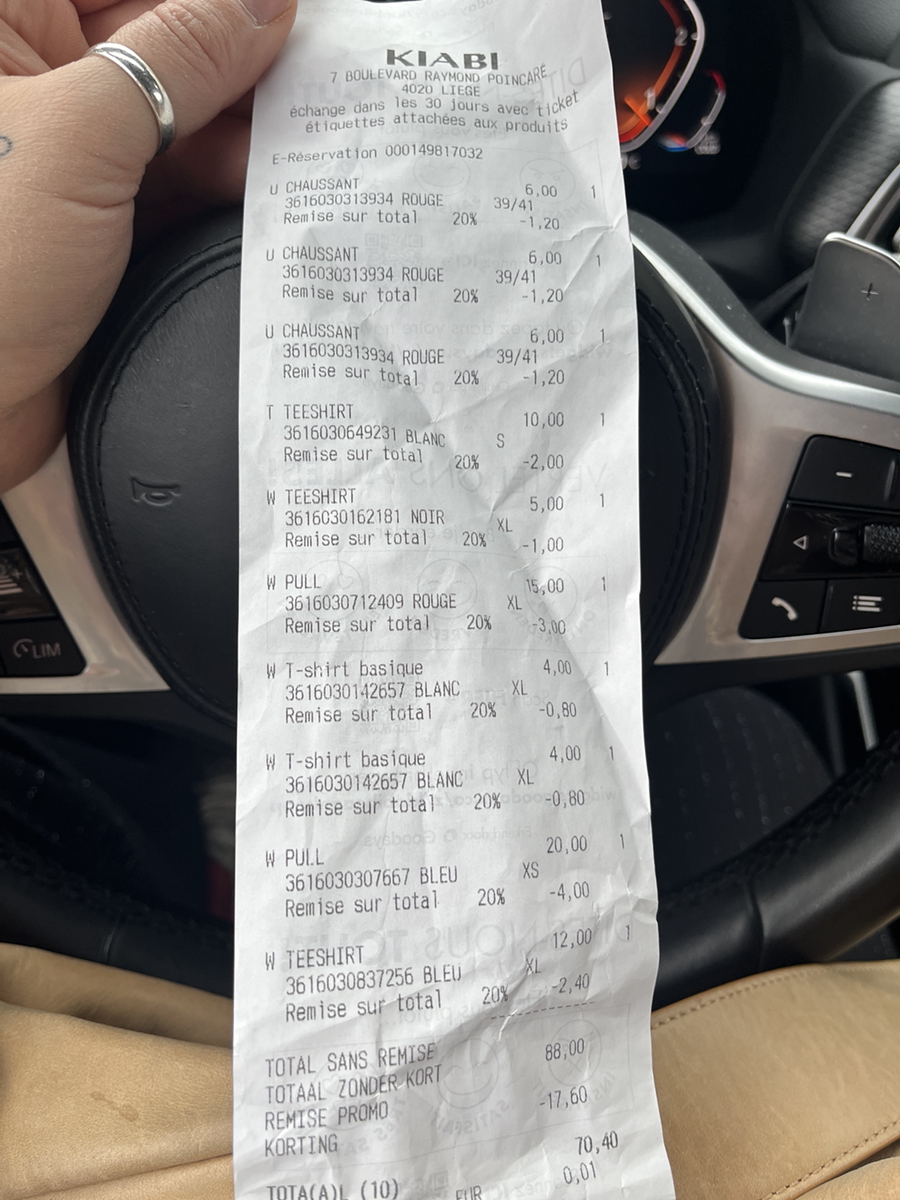 KIABI
7 BOULEVARD RAYMOND POINCARE
4020 LIEGE
échange dans les 30 jours avec ticket
étiquettes attachées aux produits
E-Réservation 000149817032
U CHAUSSANT 6,00 1
3616030313934 ROUGE 39/41
Remise sur total 20% -1,20
U CHAUSSANT 6,00 1
3616030313934 ROUGE 39/41
Remise sur total 20% -1,20
U CHAUSSANT 6,00 1
3616030313934 ROUGE 39/41
Remise sur total 20% -1,20
T TEESHIRT 10,00 1
3616030649231 BLANC S
Remise sur total 20% -2,00
W TEESHIRT 5,00 1
3616030162181 NOIR XL
Remise sur total 20% -1,00
W PULL 15,00 1
3616030712409 ROUGE XL
Remise sur total 20% -3,00
W T-shirt basique 4,00 1
3616030142657 BLANC XL
Remise sur total 20% -0,80
W T-shirt basique 4,00 1
3616030142657 BLANC XL
Remise sur total 20% -0,80
W PULL 20,00 1
3616030307667 BLEU XS
Remise sur total 20% -4,00
W TEESHIRT 12,00 1
3616030837256 BLEU XL
Remise sur total 20% -2,40
TOTAL SANS REMISE 88,00
TOTAAL ZONDER KORT
REMISE PROMO -17,60
KORTING
70,40
TOTA(A)L (10) EUR 0,01
LIM